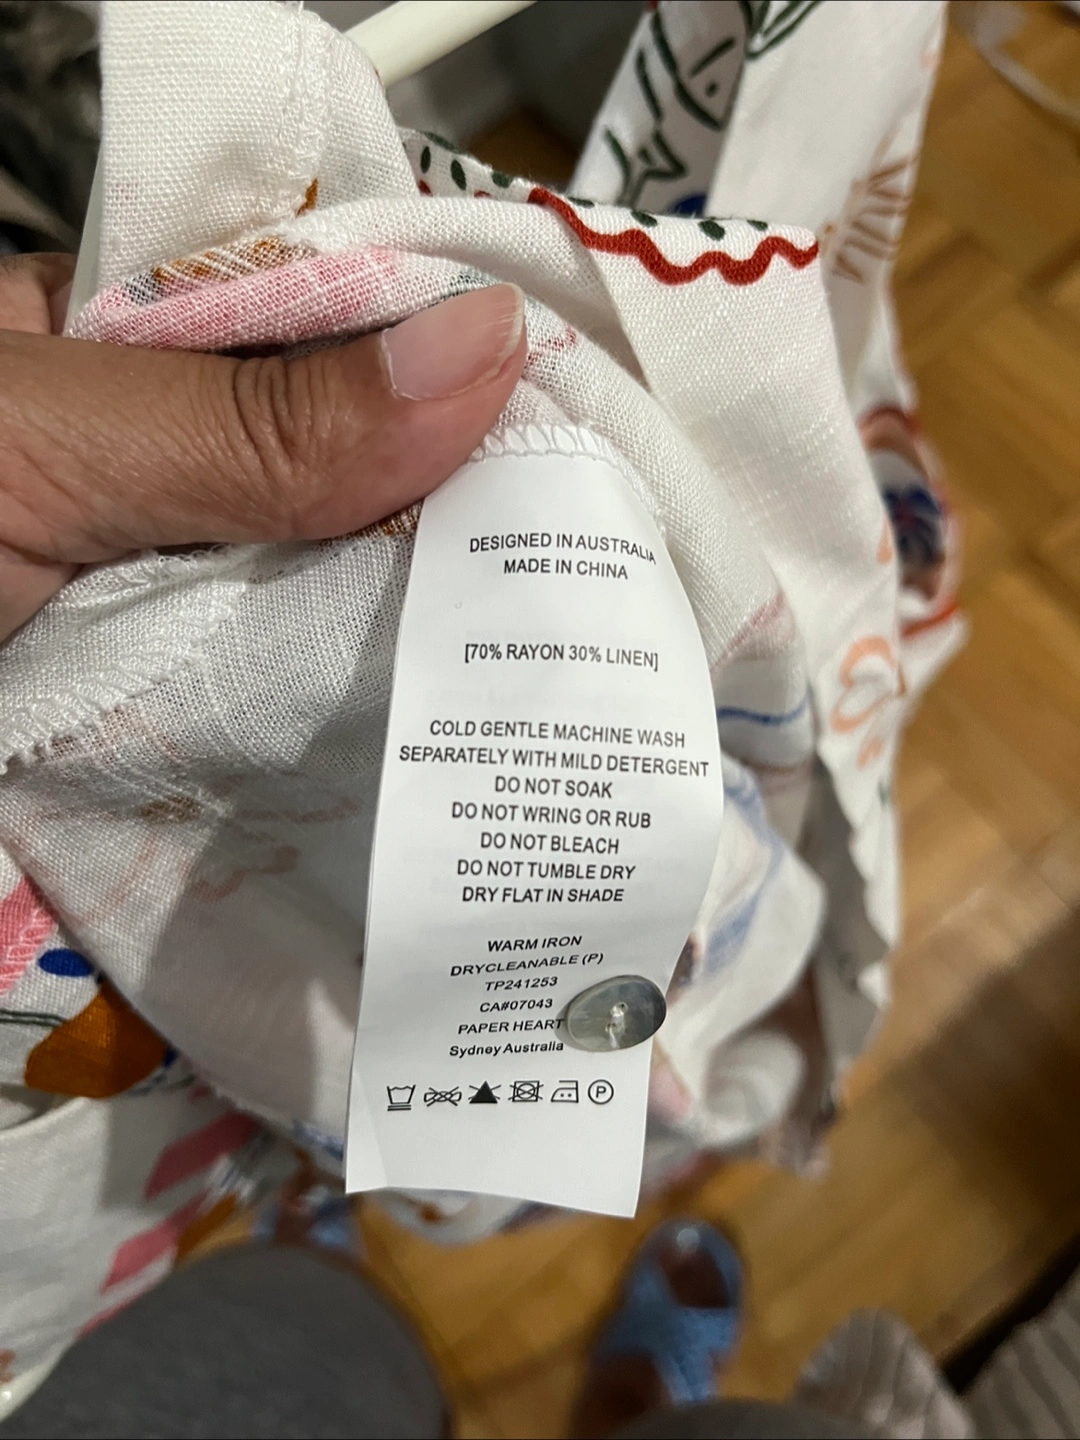 DESIGNED IN AUSTRALIA
MADE IN CHINA
[70% RAYON 30% LINEN]
COLD GENTLE MACHINE WASH
SEPARATELY WITH MILD DETERGENT
DO NOT SOAK
DO NOT WRING OR RUB
DO NOT BLEACH
DO NOT TUMBLE DRY
DRY FLAT IN SHADE
WARM IRON
DRYCLEANABLE (P)
TP241253
CA#07043
PAPER HEART
Sydney Australia
P